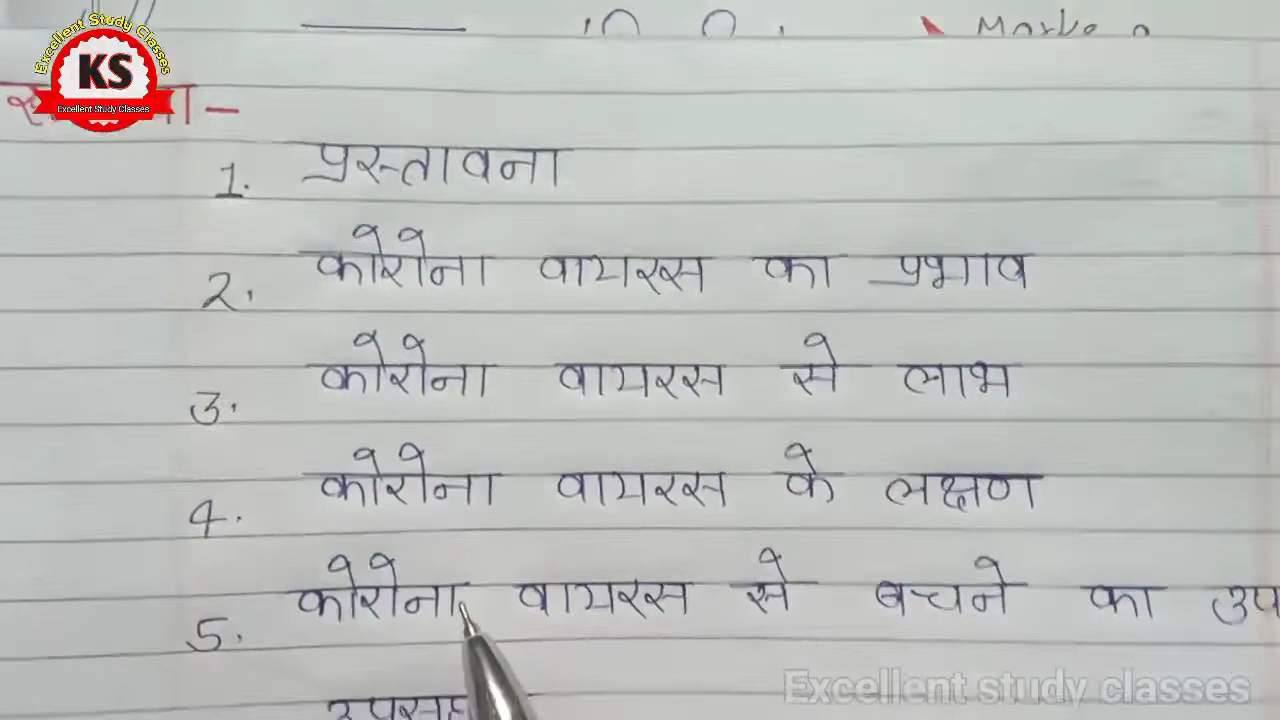 Excellent Study Classes
KS
Excellent Study Classes
1. प्रस्तावना
2. कोरोना वायरस का प्रभाव
3. कोरोना वायरस से लाभ
4. कोरोना वायरस के लक्षण
5. कोरोना वायरस से बचने का उप
Excellent study classes